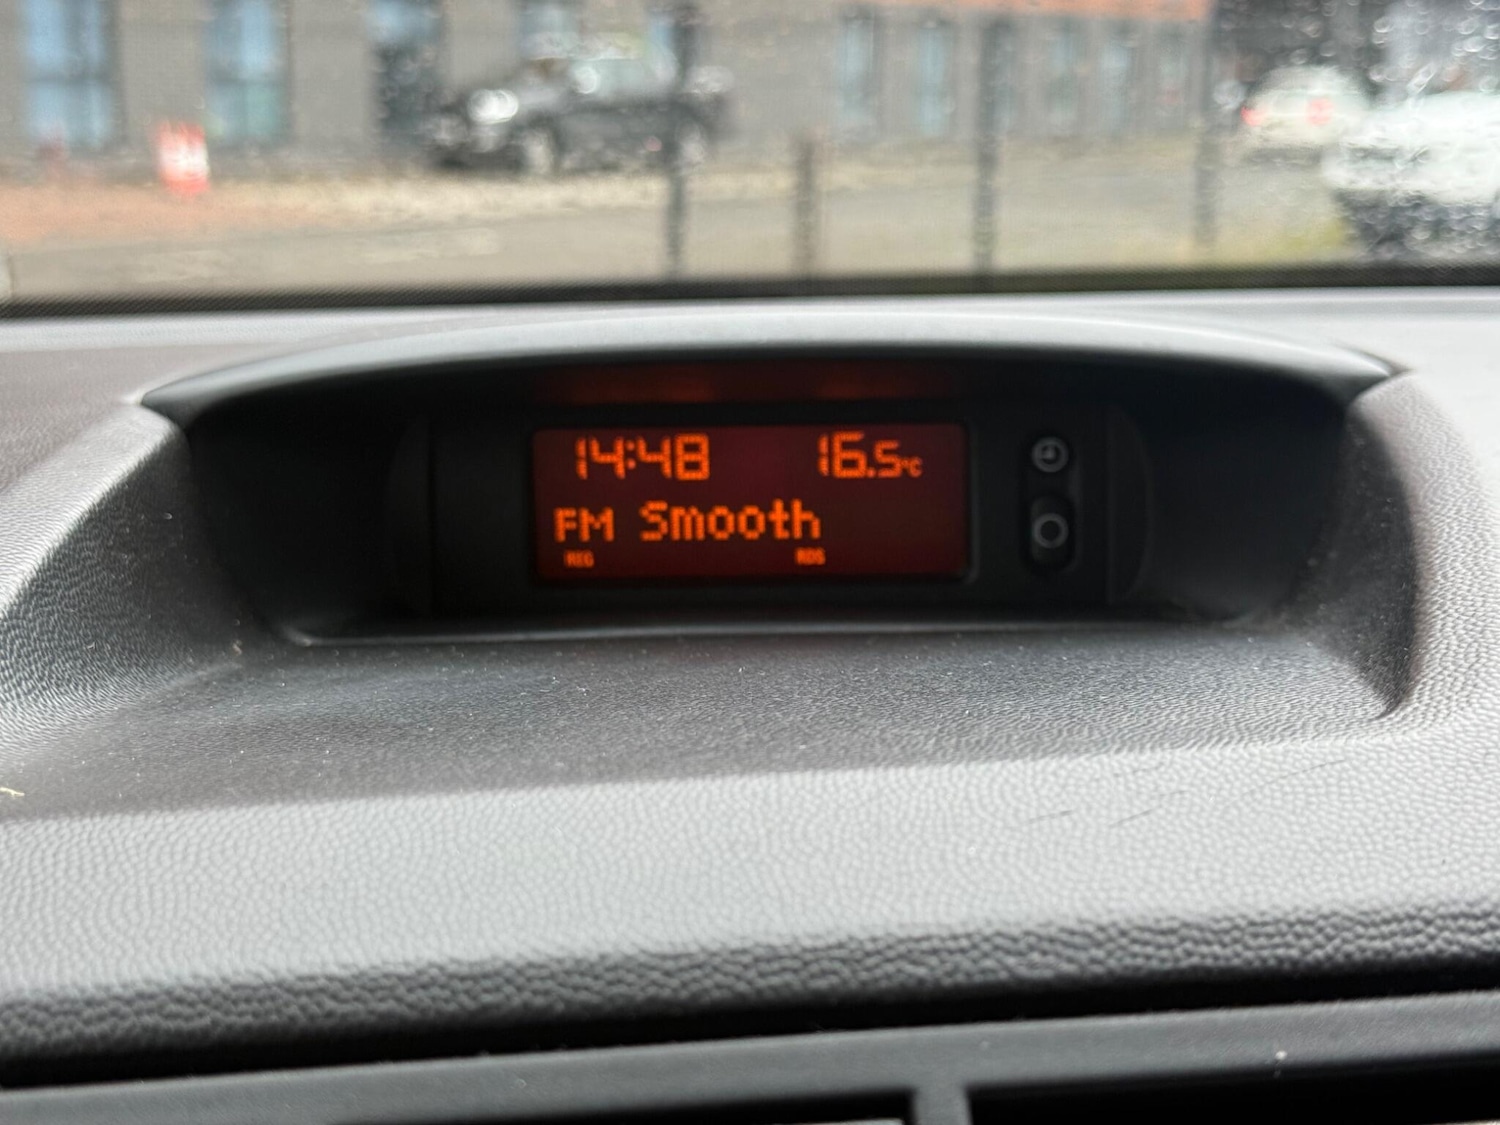 14:48 16.5°C
FM Smooth
REG RDS